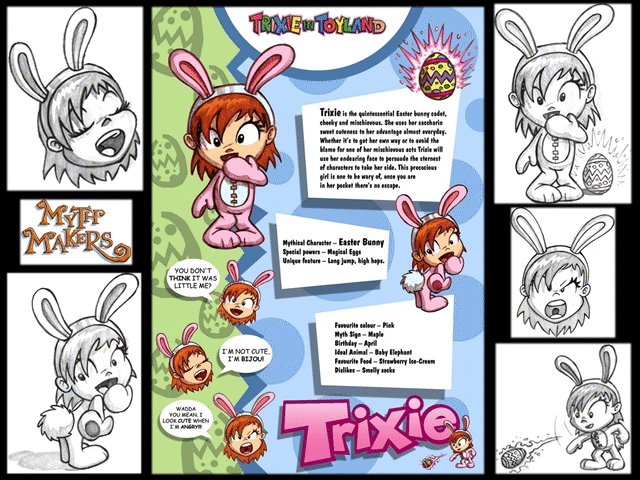 TRIXIE IN TOYLAND
Trixie is the quintessential Easter bunny cadet,
cheeky and mischievous. She uses her saccharin
sweet cuteness to her advantage almost everyday.
Whether it's to get her own way or to avoid the
blame for one of her mischievous acts Trixie will
use her endearing face to persuade the sternest
of characters to take her side. This precocious
girl is one to be wary of, once you are
in her pocket there's no escape.
MYTH
MAKERS
Mythical Character – Easter Bunny
Special powers – Magical Eggs
Unique feature – Long jump, high hops.
YOU DON'T
THINK IT WAS
LITTLE ME?
I'M NOT CUTE,
I'M BIJOU!
WADDA
YOU MEAN, I
LOOK CUTE WHEN
I'M ANGRY!!!
Favourite colour – Pink
Myth Sign – Maple
Birthday – April
Ideal Animal – Baby Elephant
Favourite Food – Strawberry Ice-Cream
Dislikes – Smelly socks
Trixie